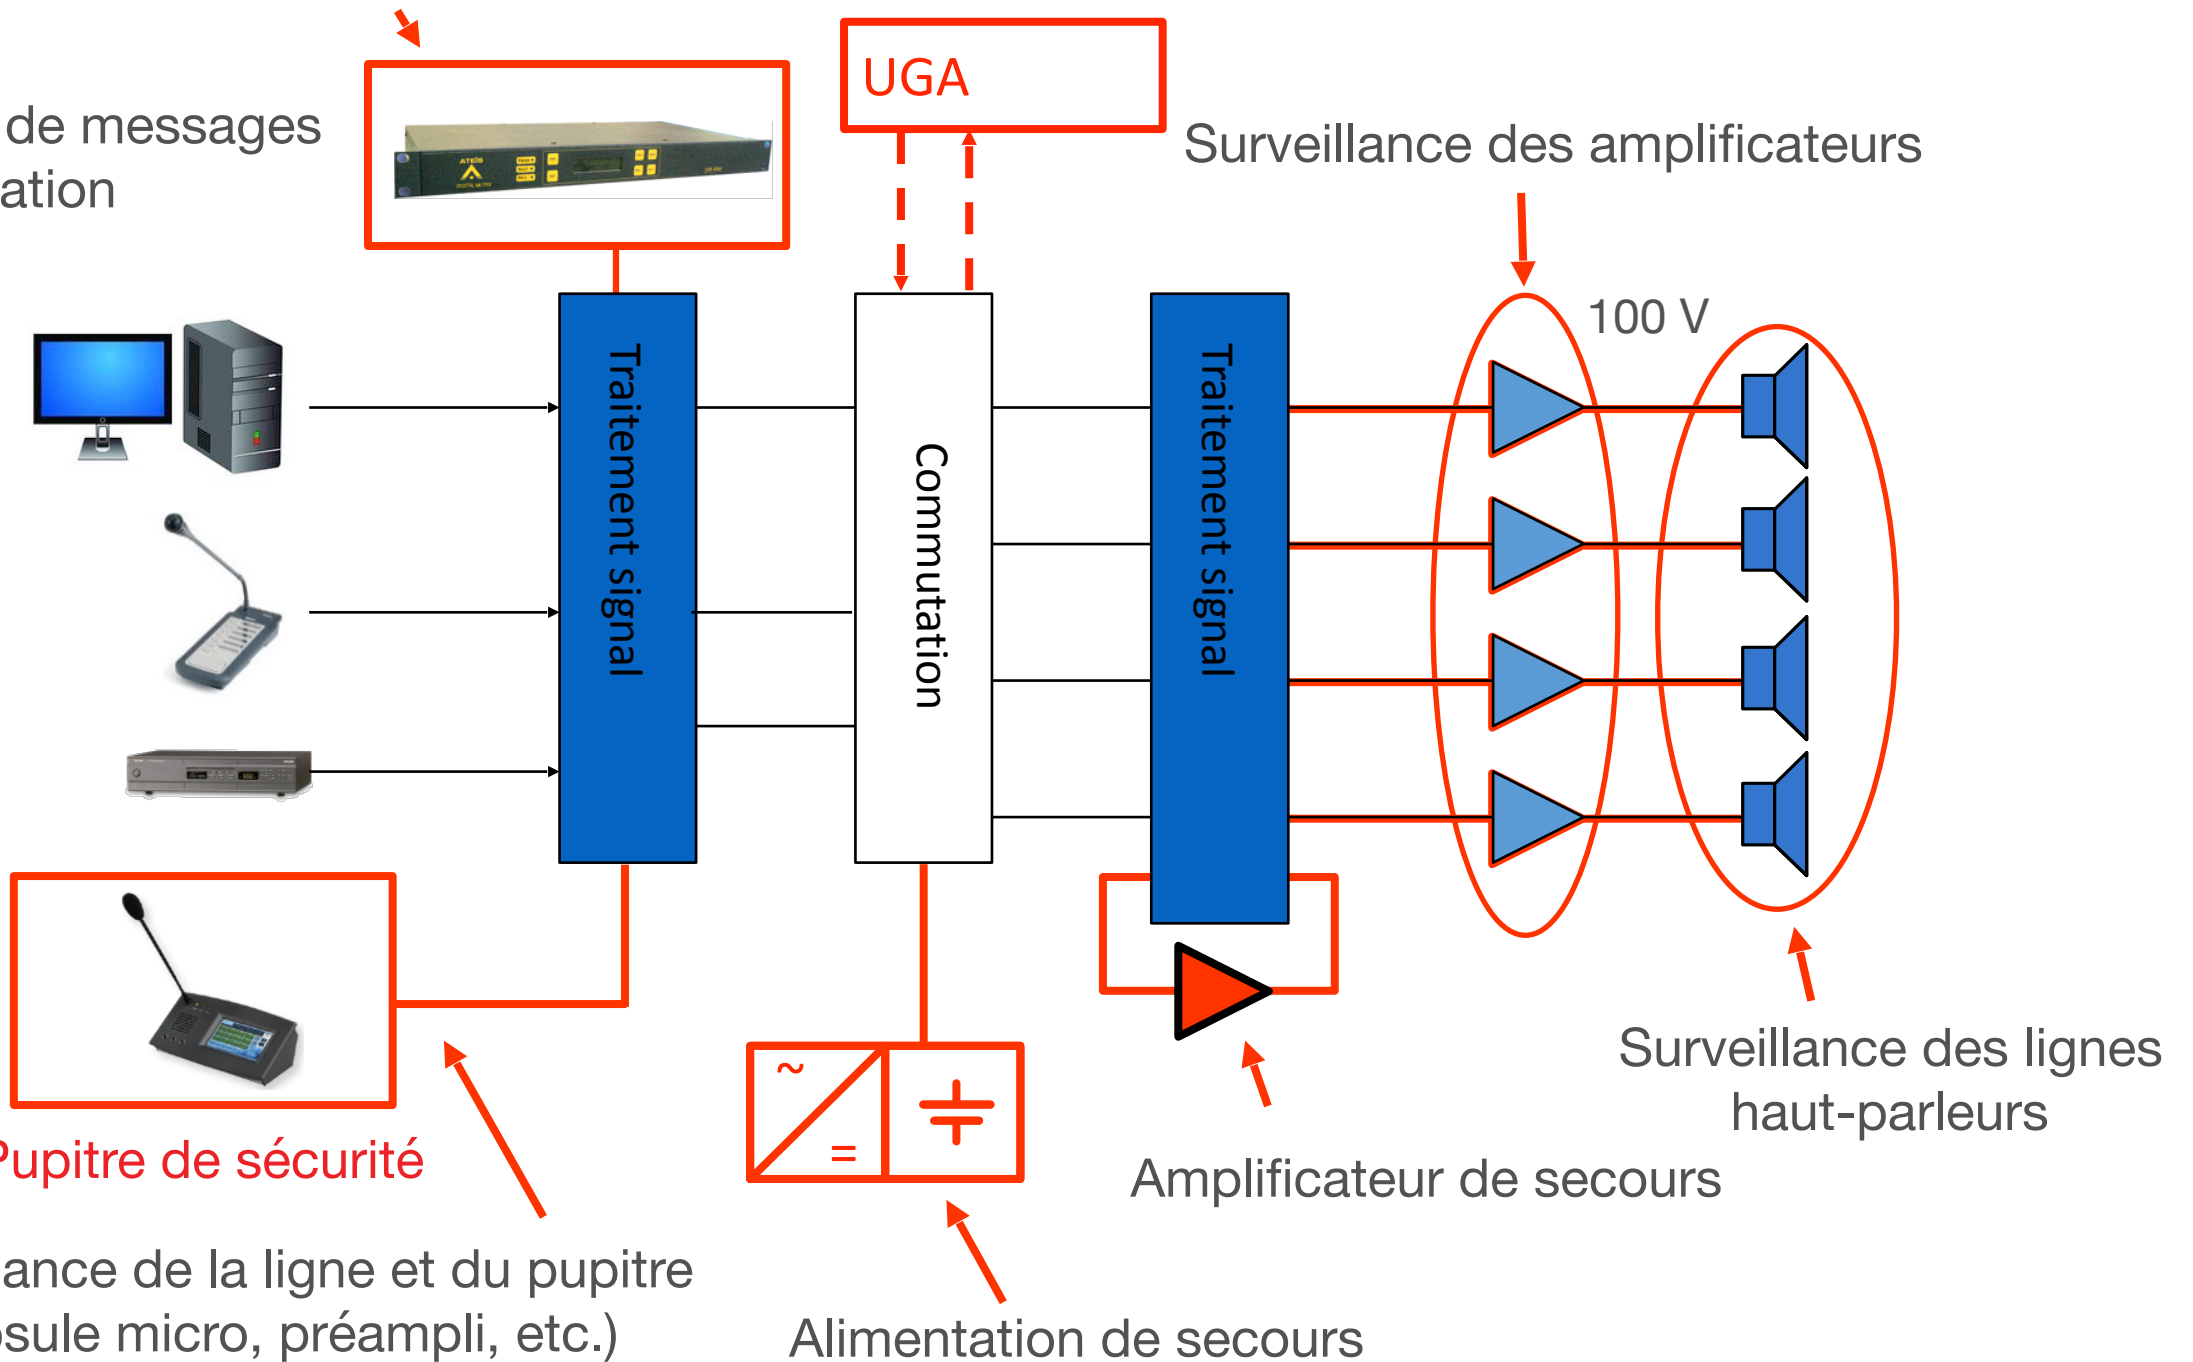 de messages
ation
ATEÏS
UGA
Surveillance des amplificateurs
100 V
Traitement signal
Commutation
Traitement signal
~
=
Pupitre de sécurité
Surveillance des lignes
haut-parleurs
Amplificateur de secours
ance de la ligne et du pupitre
sule micro, préampli, etc.)
Alimentation de secours